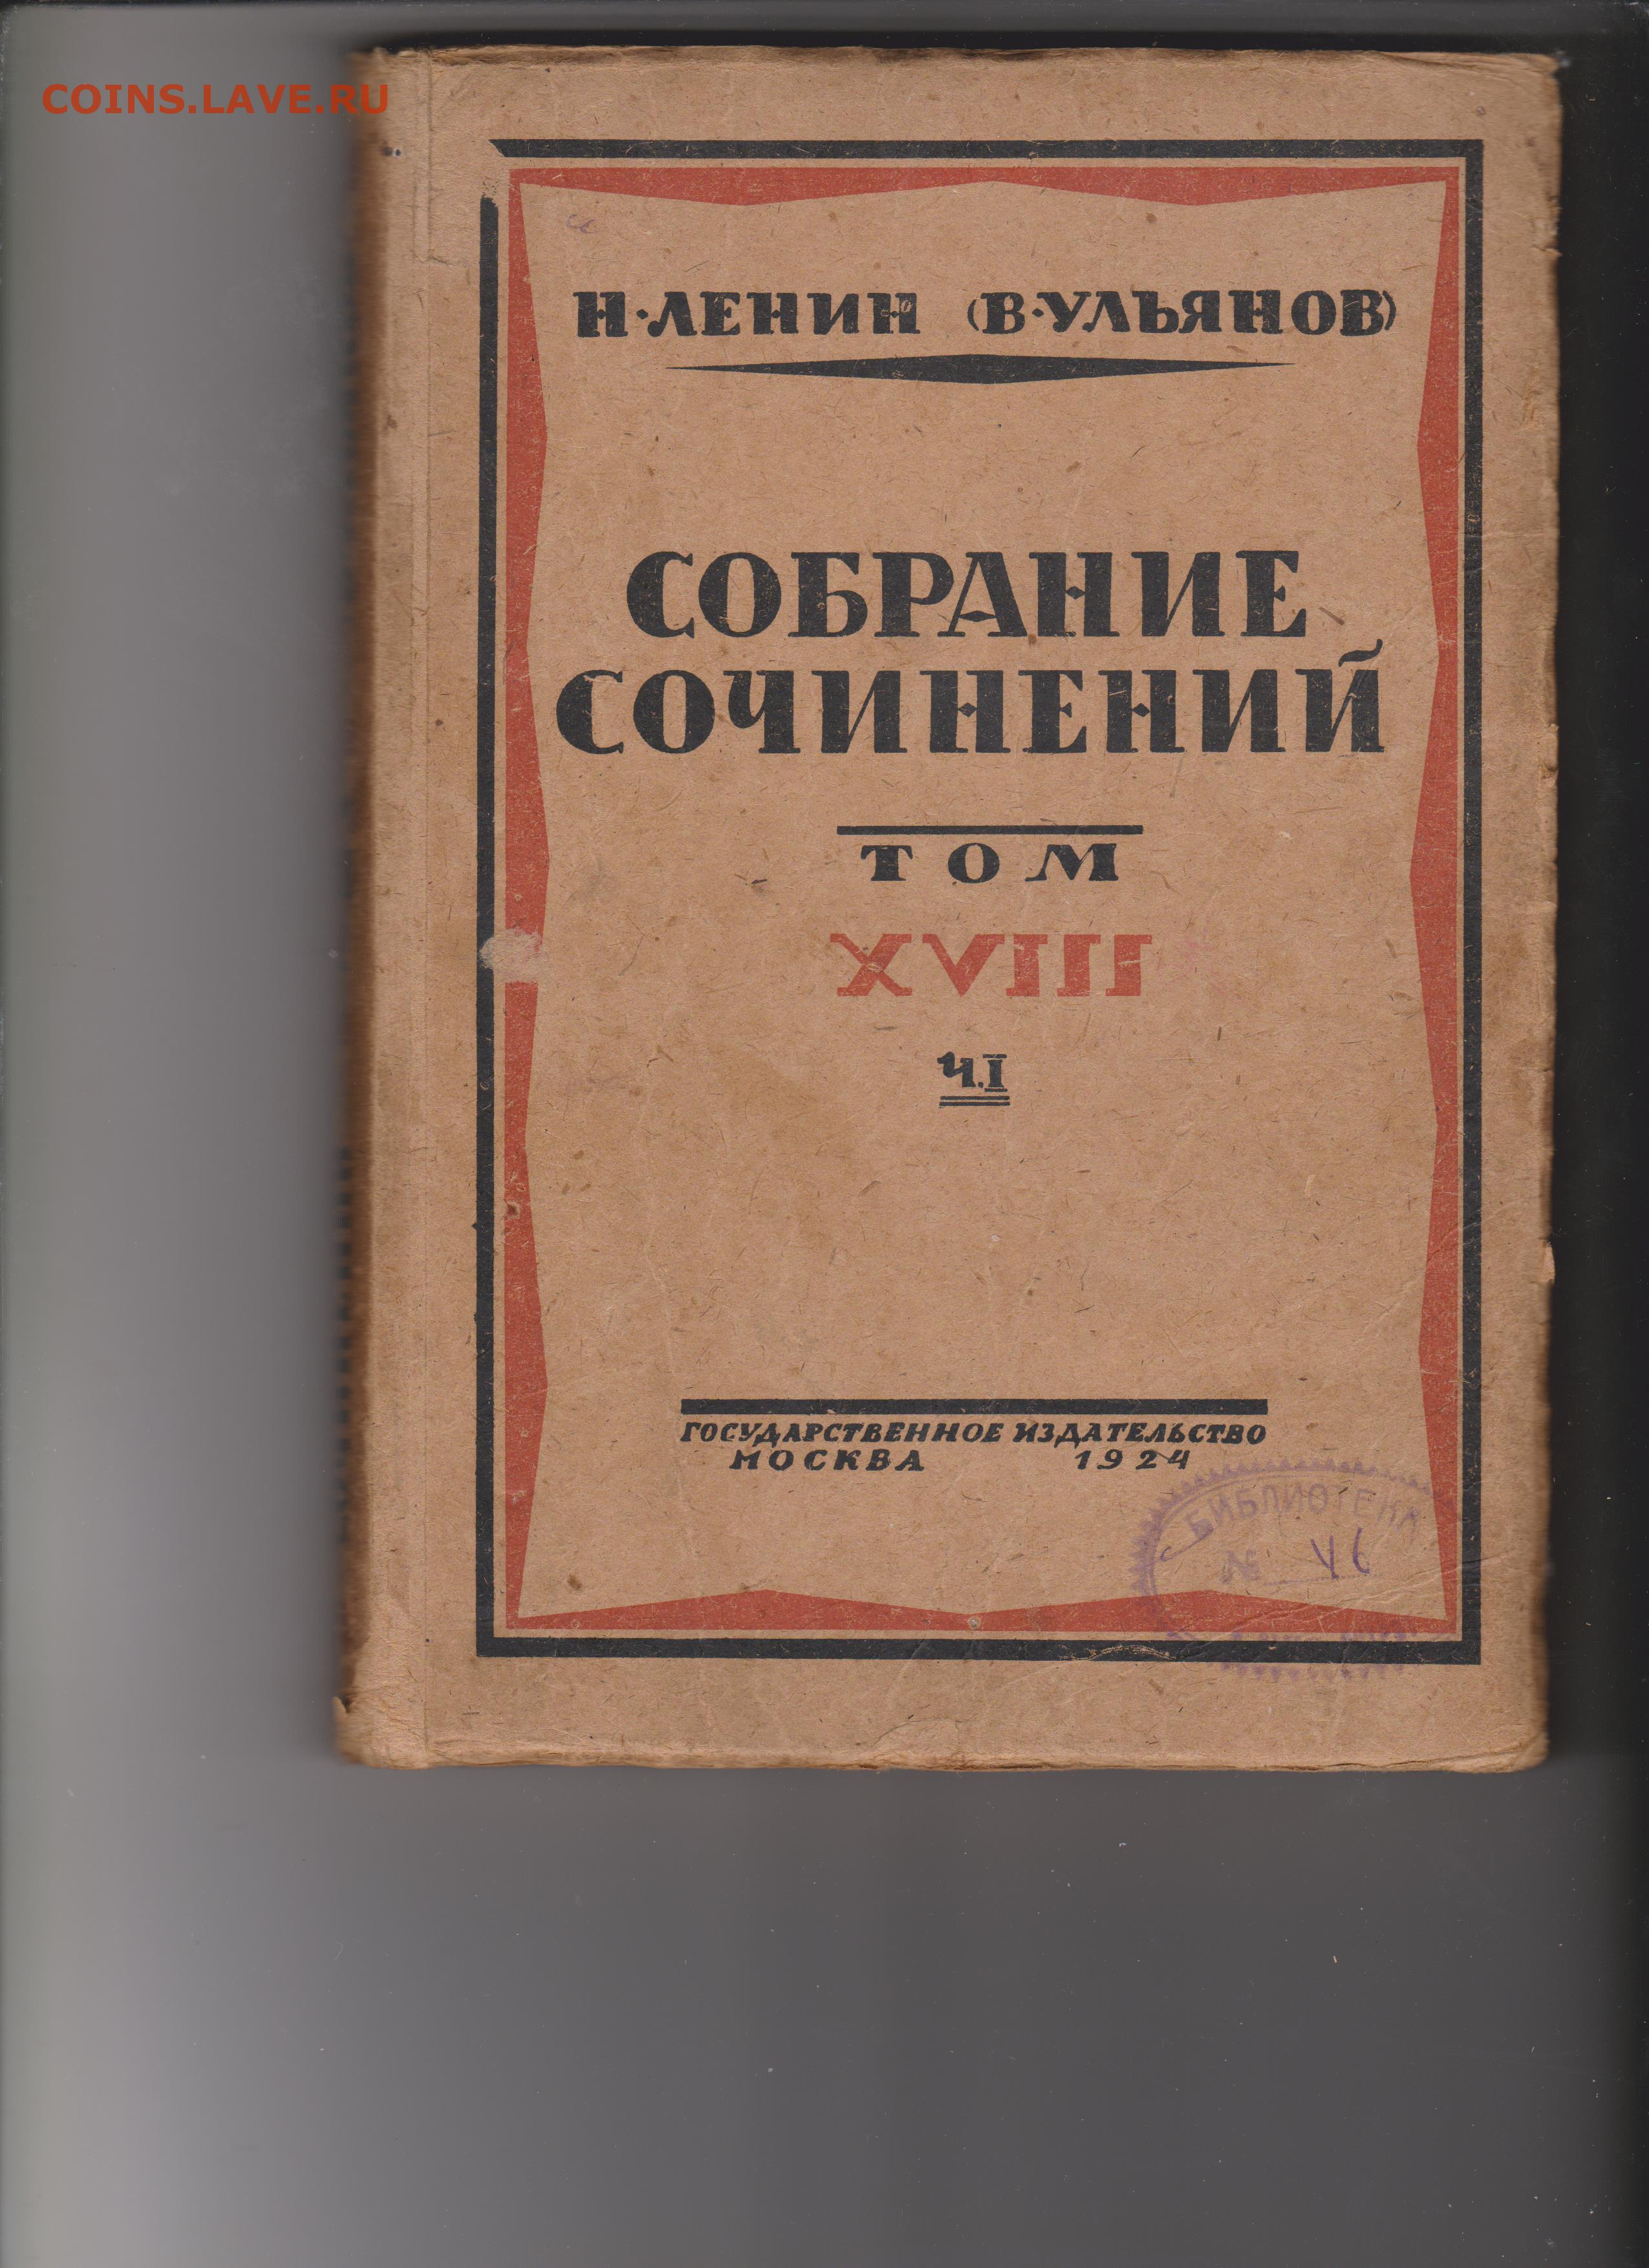 COINS.LAVE.RU
Н·ЛЕНИН (В·УЛЬЯНОВ)
СОБРАНИЕ
СОЧИНЕНИЙ
ТОМ
XVIII
Ч.I
ГОСУДАРСТВЕННОЕ ИЗДАТЕЛЬСТВО
МОСКВА 1924
БИБЛИОТЕКА
№ 46